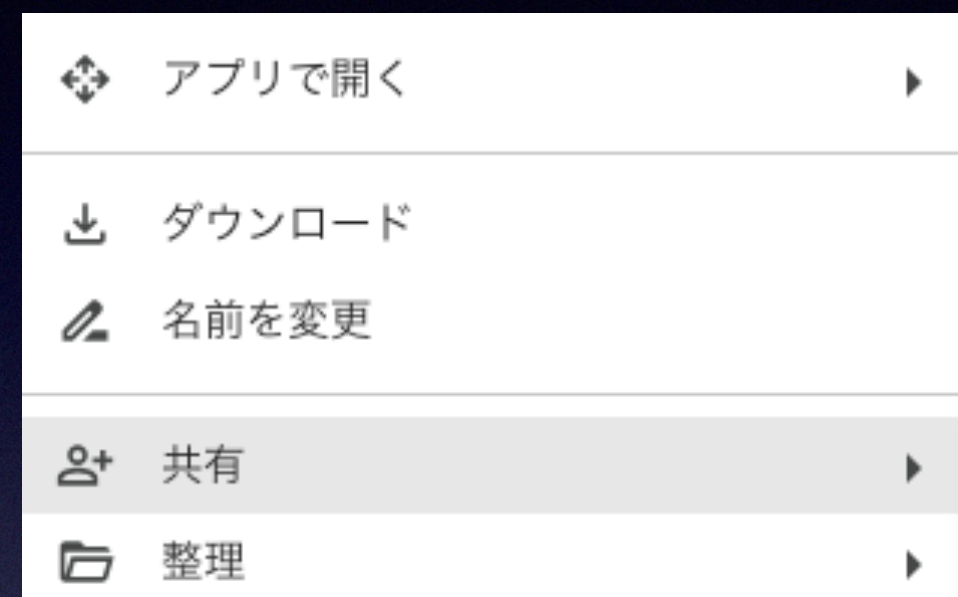 アプリで開く
ダウンロード
名前を変更
共有
整理